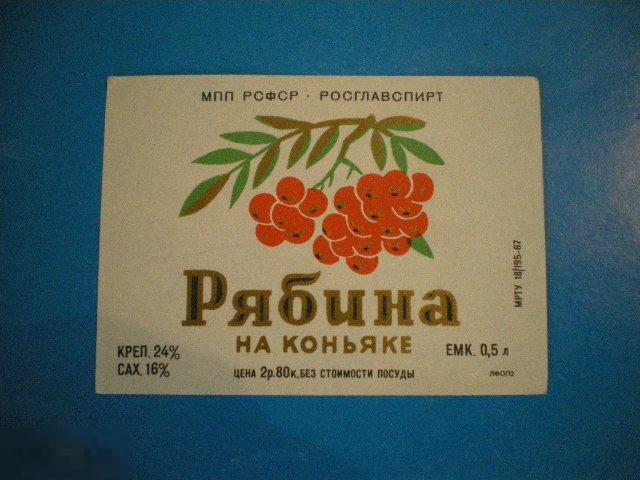 МПП РСФСР · РОСГЛАВСПИРТ
Рябина
НА КОНЬЯКЕ
КРЕП. 24%
САХ. 16%
ЕМК. 0,5 л
ЦЕНА 2р.80к. БЕЗ СТОИМОСТИ ПОСУДЫ
ЛФОП2
МРТУ 18/195-67